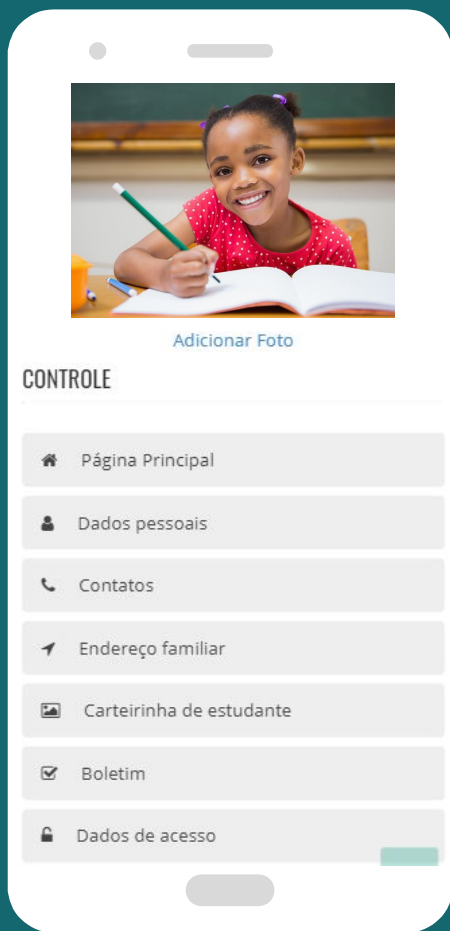 Adicionar Foto
CONTROLE
Página Principal
Dados pessoais
Contatos
Endereço familiar
Carteirinha de estudante
Boletim
Dados de acesso